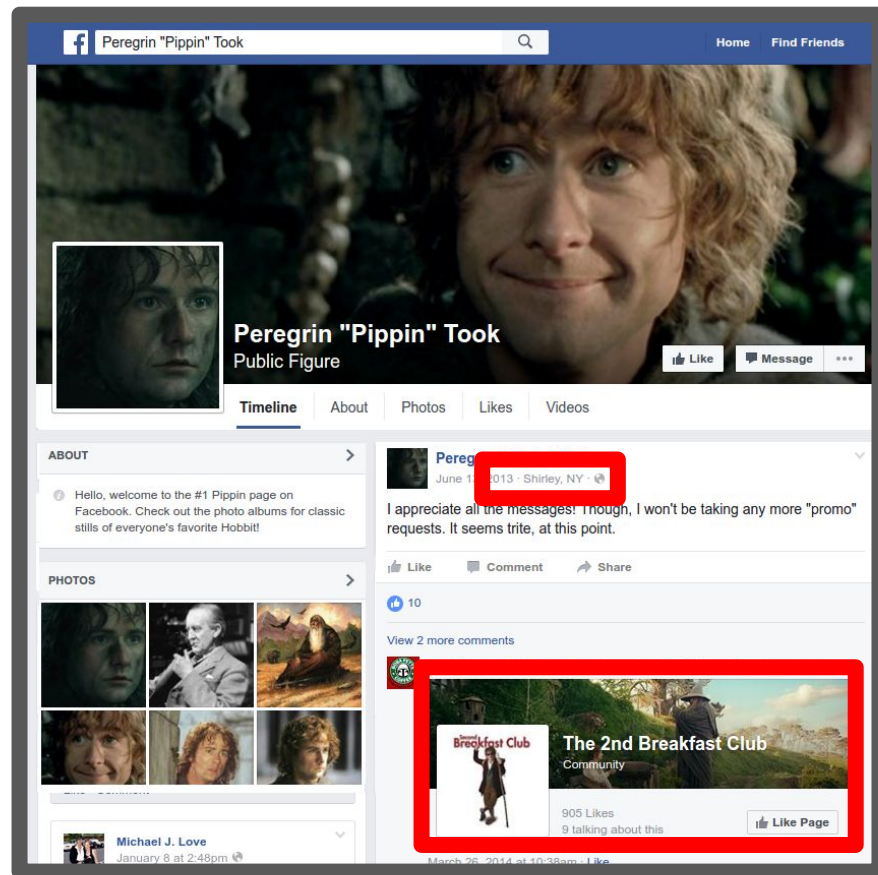 f Peregrin "Pippin" Took Home Find Friends
Peregrin "Pippin" Took
Public Figure
Like Message ...
Timeline About Photos Likes Videos
ABOUT
Hello, welcome to the #1 Pippin page on
Facebook. Check out the photo albums for classic
stills of everyone's favorite Hobbit!
PHOTOS
Michael J. Love
January 8 at 2:48pm
2013 · Shirley, NY ·
I appreciate all the messages! Though, I won't be taking any more "promo"
requests. It seems trite, at this point.
Like Comment Share
10
View 2 more comments
Second
Breakfast Club
The 2nd Breakfast Club
Community
905 Likes
9 talking about this
Like Page
March 26, 2014 at 10:38am · Like